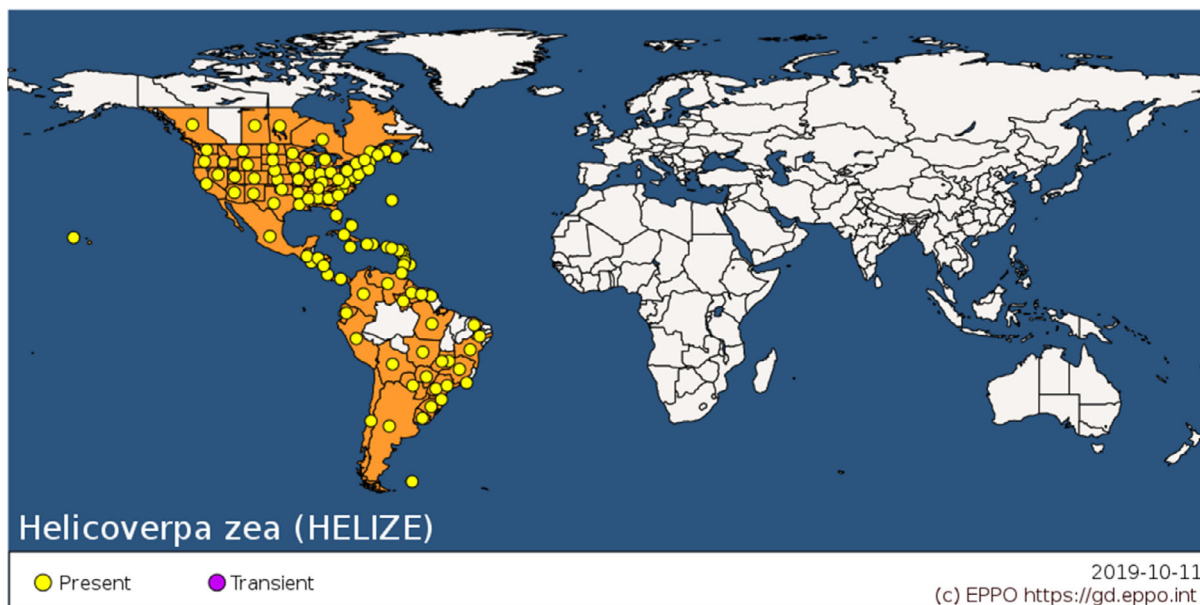 Helicoverpa zea (HELIZE)
Present
Transient
2019-10-11
(c) EPPO https://gd.eppo.int